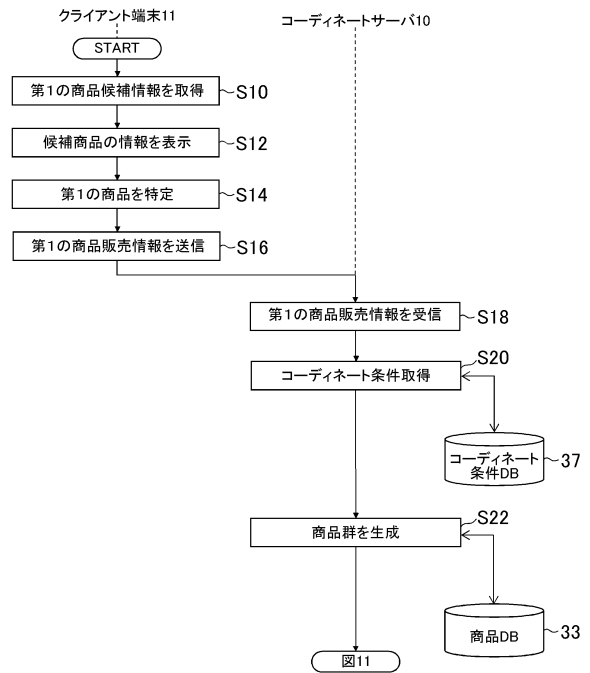 クライアント端末11
コーディネートサーバ10
START
第1の商品候補情報を取得
S10
候補商品の情報を表示
S12
第1の商品を特定
S14
第1の商品販売情報を送信
S16
第1の商品販売情報を受信
S18
コーディネート条件取得
S20
コーディネート
条件DB
37
商品群を生成
S22
商品DB
33
図11